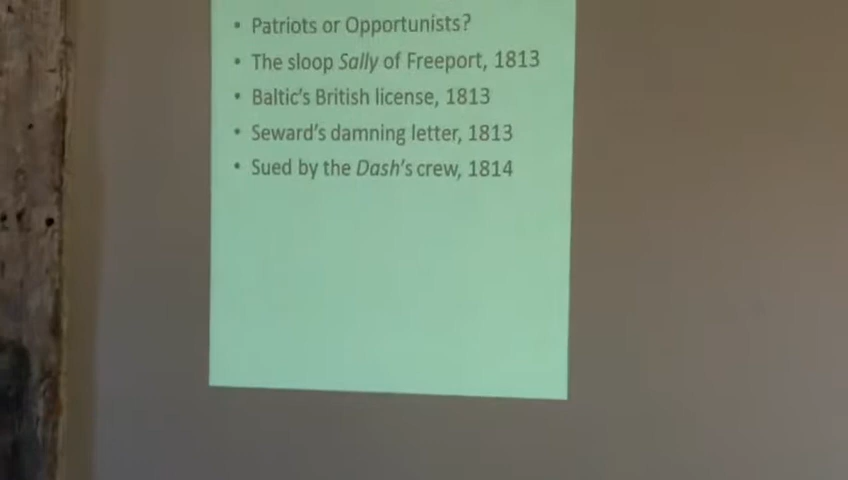 • Patriots or Opportunists?
• The sloop Sally of Freeport, 1813
• Baltic's British license, 1813
• Seward's damning letter, 1813
• Sued by the Dash's crew, 1814